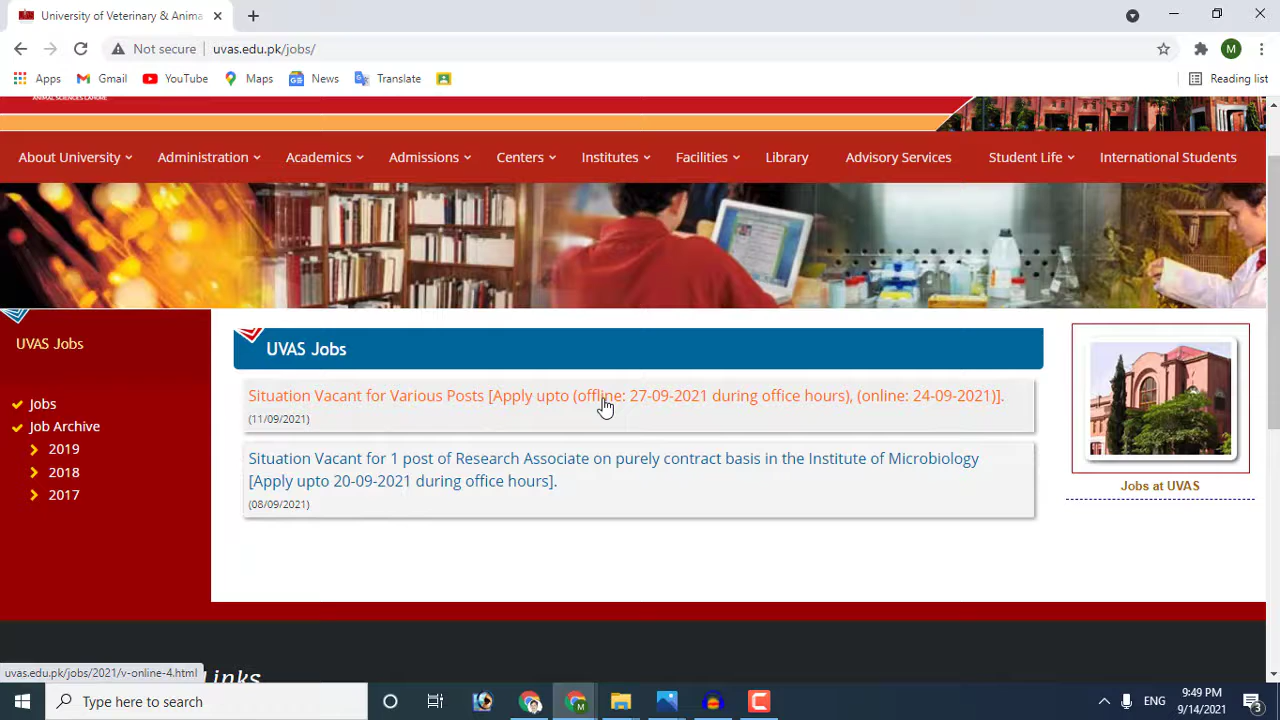 University of Veterinary & Anima
Not secure
uvas.edu.pk/jobs/
M
Apps
Gmail
YouTube
Maps
News
Translate
Reading list
ANIMAL SCIENCES LAHORE
About University
Administration
Academics
Admissions
Centers
Institutes
Facilities
Library
Advisory Services
Student Life
International Students
UVAS Jobs
Jobs
Job Archive
2019
2018
2017
UVAS Jobs
Situation Vacant for Various Posts [Apply upto (offline: 27-09-2021 during office hours), (online: 24-09-2021)].
(11/09/2021)
Situation Vacant for 1 post of Research Associate on purely contract basis in the Institute of Microbiology
[Apply upto 20-09-2021 during office hours].
(08/09/2021)
Jobs at UVAS
uvas.edu.pk/jobs/2021/v-online-4.html
Links
Type here to search
M
ENG
9:49 PM
9/14/2021
3